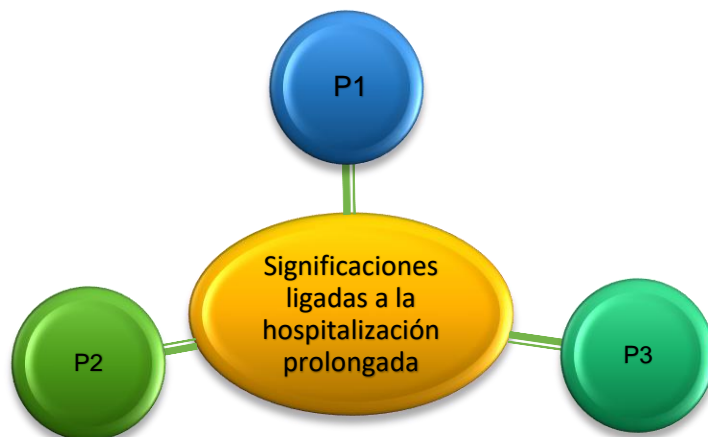 P1
Significaciones
ligadas a la
hospitalización
prolongada
P2
P3